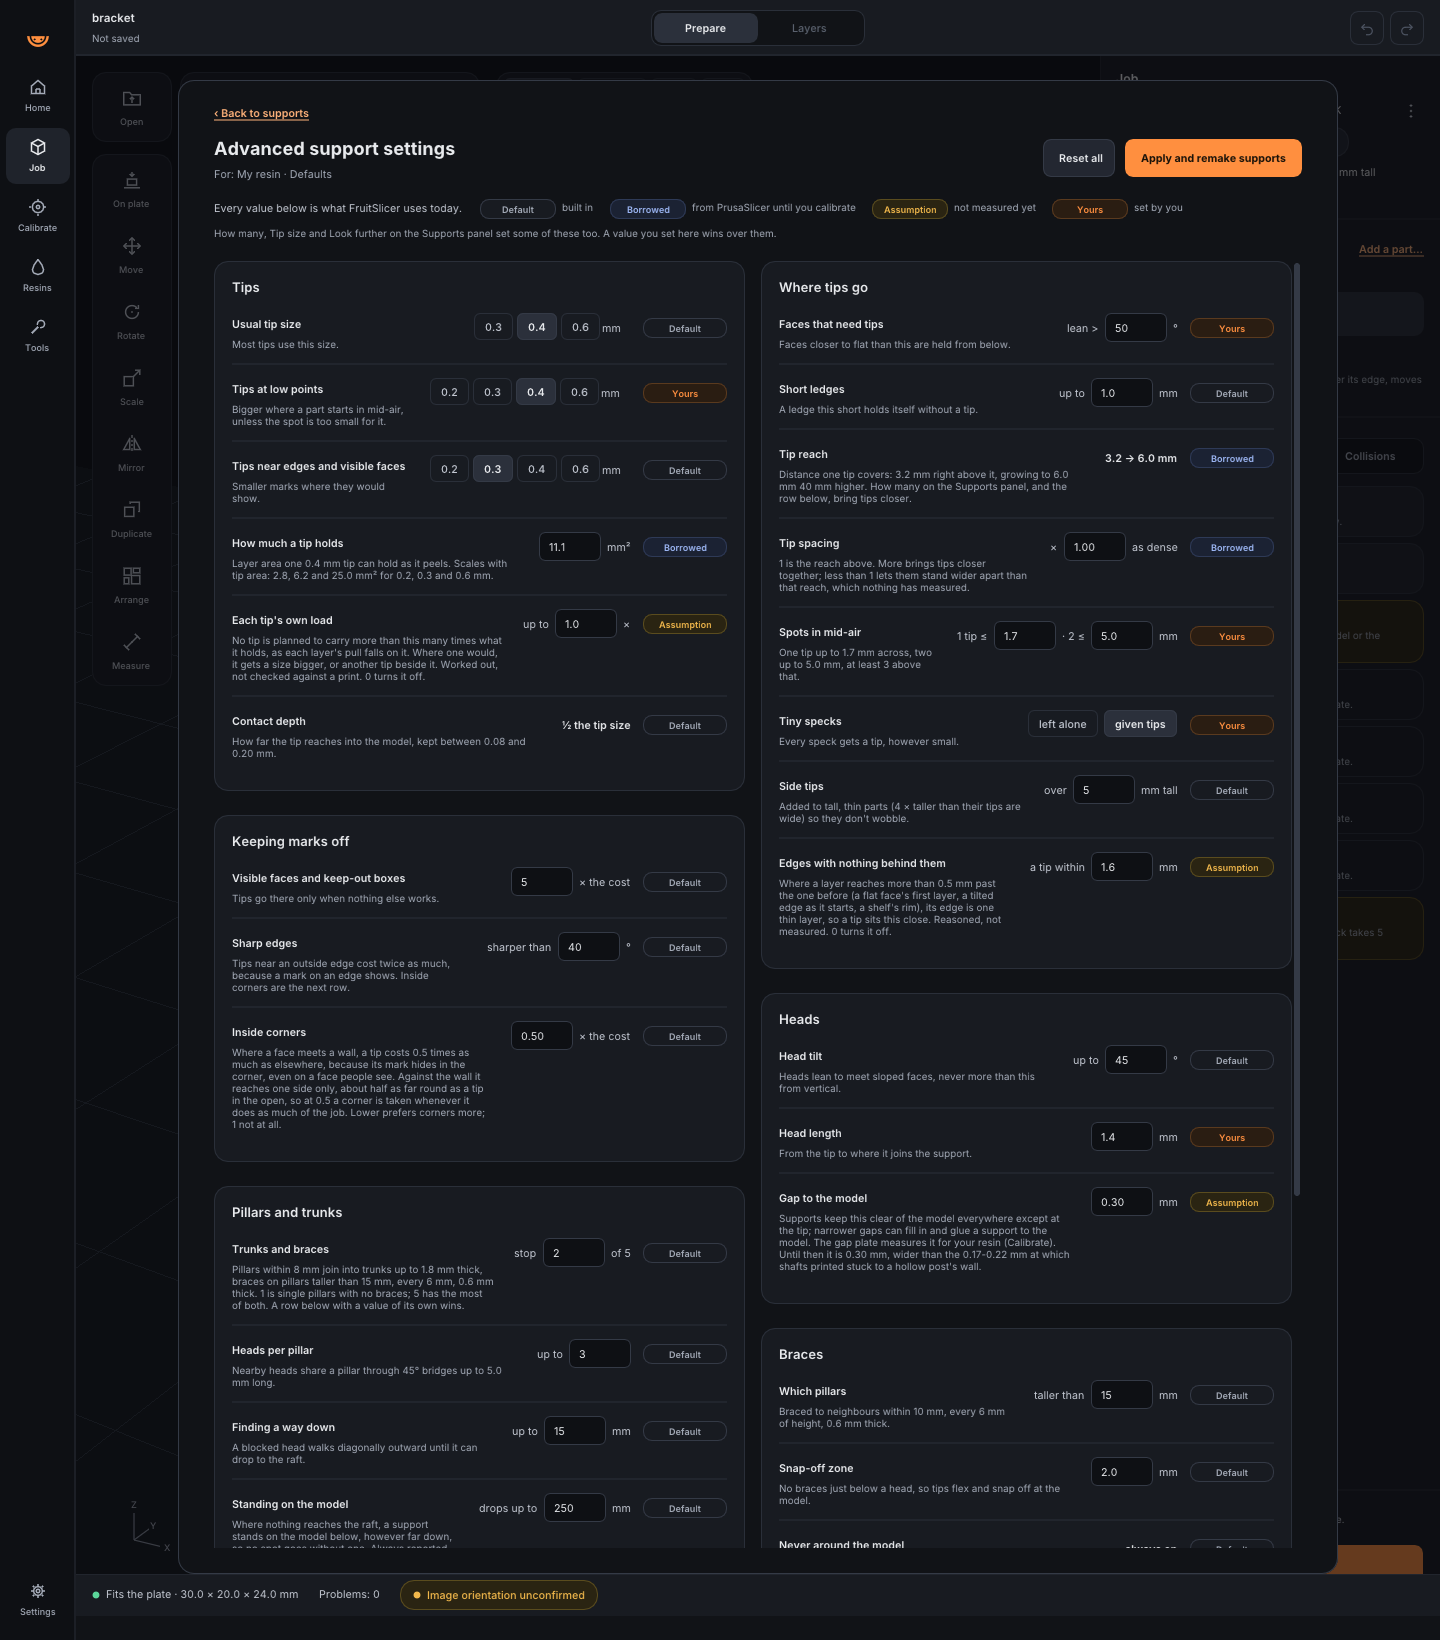 bracket
Not saved
Prepare
Layers
Home
Job
Calibrate
Resins
Tools
Settings
Open
On plate
Move
Rotate
Scale
Mirror
Duplicate
Arrange
Measure
‹ Back to supports
Advanced support settings
For: My resin · Defaults
Reset all
Apply and remake supports
Every value below is what FruitSlicer uses today. Default built in Borrowed from PrusaSlicer until you calibrate Assumption not measured yet Yours set by you
How many, Tip size and Look further on the Supports panel set some of these too. A value you set here wins over them.
Tips
Usual tip size 0.3 0.4 0.6 mm Default
Most tips use this size.
Tips at low points 0.2 0.3 0.4 0.6 mm Yours
Bigger where a part starts in mid-air,
unless the spot is too small for it.
Tips near edges and visible faces 0.2 0.3 0.4 0.6 mm Default
Smaller marks where they would
show.
How much a tip holds 11.1 mm² Borrowed
Layer area one 0.4 mm tip can hold as it peels. Scales with
tip area: 2.8, 6.2 and 25.0 mm² for 0.2, 0.3 and 0.6 mm.
Each tip's own load up to 1.0 × Assumption
No tip is planned to carry more than this many times what
it holds, as each layer's pull falls on it. Where one would,
it gets a size bigger, or another tip beside it. Worked out,
not checked against a print. 0 turns it off.
Contact depth ½ the tip size Default
How far the tip reaches into the model, kept between 0.08 and
0.20 mm.
Keeping marks off
Visible faces and keep-out boxes 5 × the cost Default
Tips go there only when nothing else works.
Sharp edges sharper than 40 ° Default
Tips near an outside edge cost twice as much,
because a mark on an edge shows. Inside
corners are the next row.
Inside corners 0.50 × the cost Default
Where a face meets a wall, a tip costs 0.5 times as
much as elsewhere, because its mark hides in the
corner, even on a face people see. Against the wall it
reaches one side only, about half as far round as a tip
in the open, so at 0.5 a corner is taken whenever it
does as much of the job. Lower prefers corners more;
1 not at all.
Pillars and trunks
Trunks and braces stop 2 of 5 Default
Pillars within 8 mm join into trunks up to 1.8 mm thick,
braces on pillars taller than 15 mm, every 6 mm, 0.6 mm
thick. 1 is single pillars with no braces; 5 has the most
of both. A row below with a value of its own wins.
Heads per pillar up to 3 Default
Nearby heads share a pillar through 45° bridges up to 5.0
mm long.
Finding a way down up to 15 mm Default
A blocked head walks diagonally outward until it can
drop to the raft.
Standing on the model drops up to 250 mm Default
Where nothing reaches the raft, a support
stands on the model below, however far down,
Where tips go
Faces that need tips lean > 50 ° Yours
Faces closer to flat than this are held from below.
Short ledges up to 1.0 mm Default
A ledge this short holds itself without a tip.
Tip reach 3.2 → 6.0 mm Borrowed
Distance one tip covers: 3.2 mm right above it, growing to 6.0
mm 40 mm higher. How many on the Supports panel, and the
row below, bring tips closer.
Tip spacing × 1.00 as dense Borrowed
1 is the reach above. More brings tips closer
together; less than 1 lets them stand wider apart than
that reach, which nothing has measured.
Spots in mid-air 1 tip ≤ 1.7 · 2 ≤ 5.0 mm Yours
One tip up to 1.7 mm across, two
up to 5.0 mm, at least 3 above
that.
Tiny specks left alone given tips Yours
Every speck gets a tip, however small.
Side tips over 5 mm tall Default
Added to tall, thin parts (4 × taller than their tips are
wide) so they don't wobble.
Edges with nothing behind them a tip within 1.6 mm Assumption
Where a layer reaches more than 0.5 mm past
the one before (a flat face's first layer, a tilted
edge as it starts, a shelf's rim), its edge is one
thin layer, so a tip sits this close. Reasoned, not
measured. 0 turns it off.
Heads
Head tilt up to 45 ° Default
Heads lean to meet sloped faces, never more than this
from vertical.
Head length 1.4 mm Yours
From the tip to where it joins the support.
Gap to the model 0.30 mm Assumption
Supports keep this clear of the model everywhere except at
the tip; narrower gaps can fill in and glue a support to the
model. The gap plate measures it for your resin (Calibrate).
Until then it is 0.30 mm, wider than the 0.17-0.22 mm at which
shafts printed stuck to a hollow post's wall.
Braces
Which pillars taller than 15 mm Default
Braced to neighbours within 10 mm, every 6 mm
of height, 0.6 mm thick.
Snap-off zone 2.0 mm Default
No braces just below a head, so tips flex and snap off at the
model.
Never around the model always on Default
mm tall
Add a part...
er its edge, moves
Collisions
del or the
ate.
ate.
ate.
ate.
ck takes 5
Z
Y
X
Fits the plate · 30.0 × 20.0 × 24.0 mm
Problems: 0
Image orientation unconfirmed